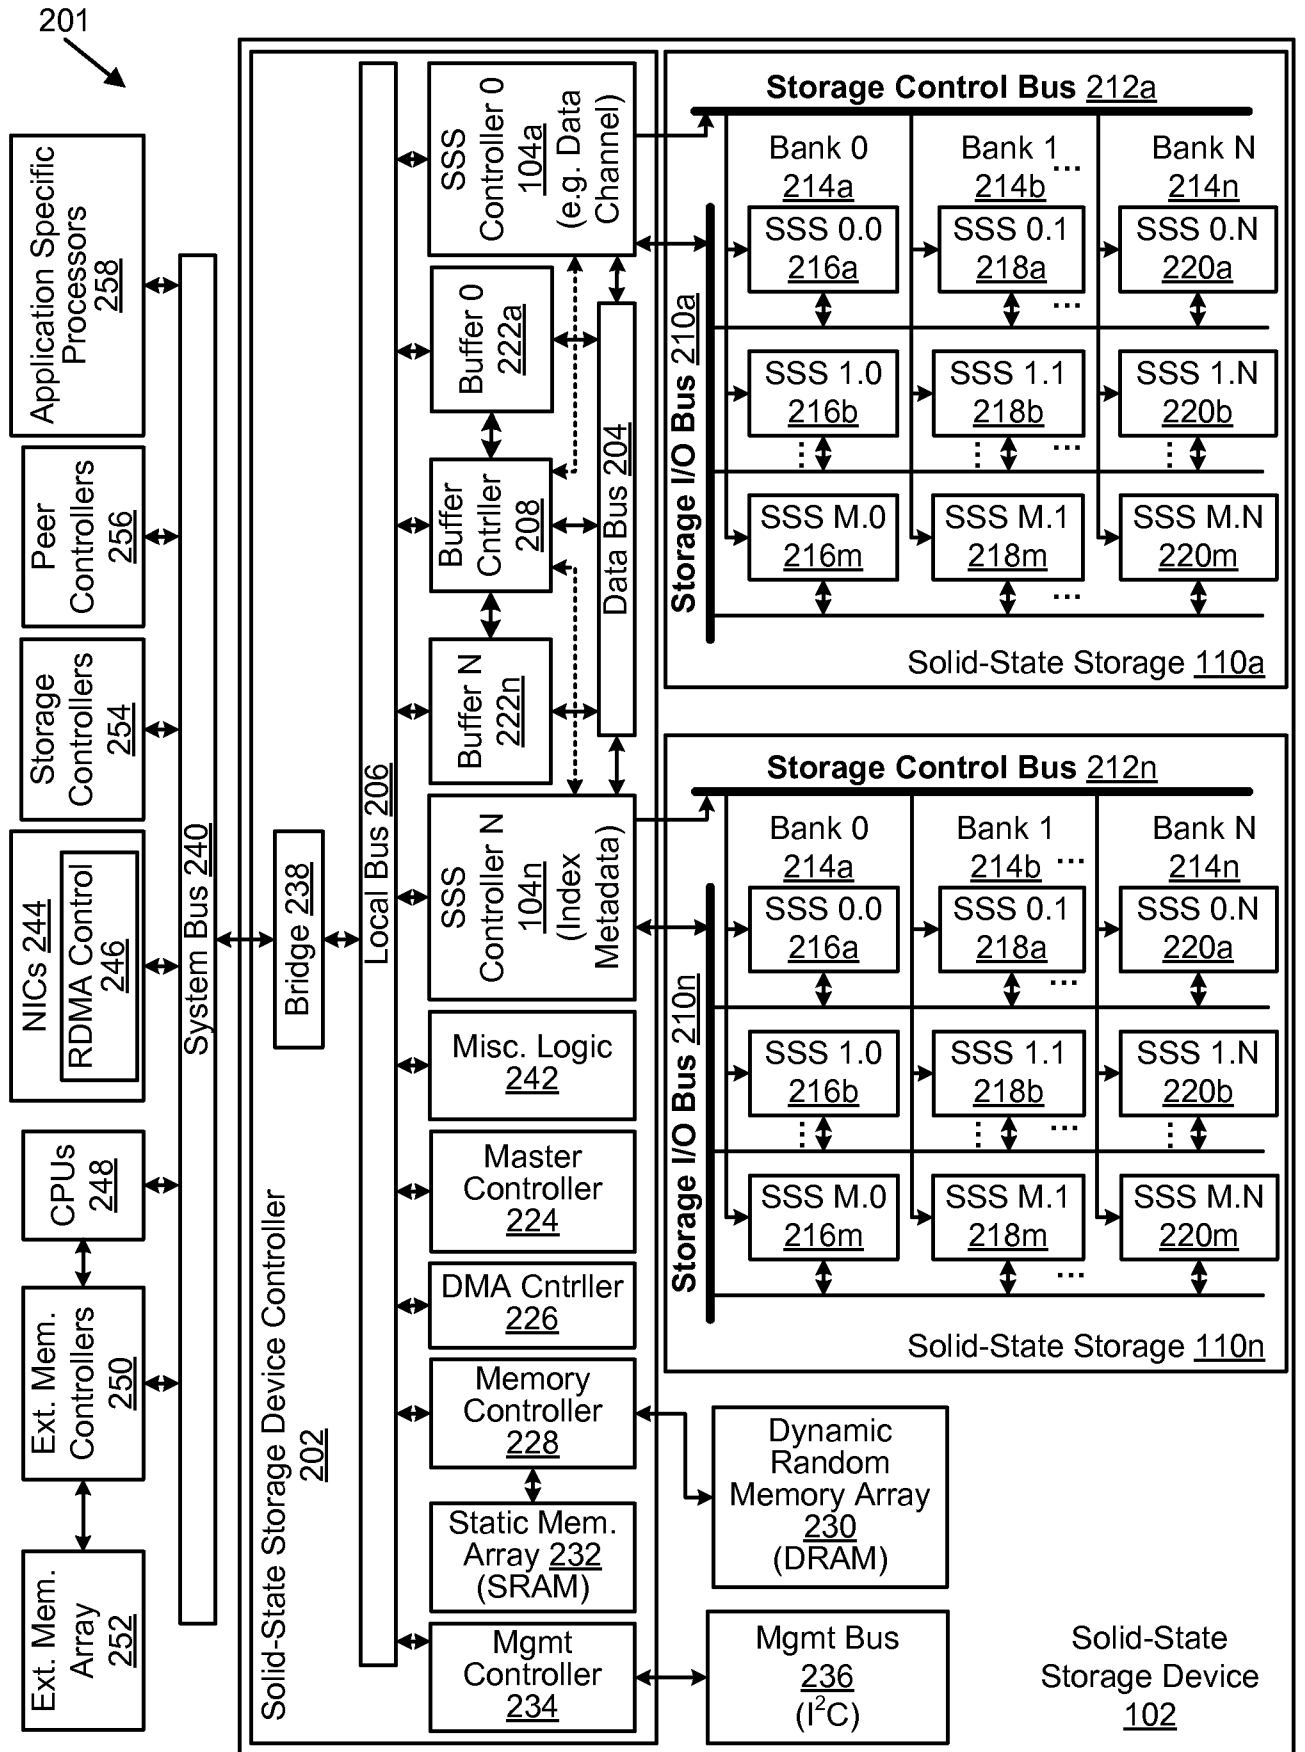 201
Application Specific
Processors
258
Peer
Controllers
256
Storage
Controllers
254
NICs 244
RDMA Control
246
CPUs
248
Ext. Mem.
Controllers
250
Ext. Mem.
Array
252
System Bus 240
Bridge 238
Solid-State Storage Device Controller
202
Local Bus 206
SSS
Controller 0
104a
(e.g. Data
Channel)
Buffer 0
222a
Buffer
Cntrller
208
Buffer N
222n
Data Bus 204
SSS
Controller N
104n
(Index
Metadata)
Misc. Logic
242
Master
Controller
224
DMA Cntrller
226
Memory
Controller
228
Static Mem.
Array 232
(SRAM)
Mgmt
Controller
234
Storage Control Bus 212a
Storage I/O Bus 210a
Bank 0
214a
Bank 1
214b
...
Bank N
214n
SSS 0.0
216a
SSS 0.1
218a
...
SSS 0.N
220a
SSS 1.0
216b
SSS 1.1
218b
...
SSS 1.N
220b
SSS M.0
216m
SSS M.1
218m
...
SSS M.N
220m
Solid-State Storage 110a
Storage Control Bus 212n
Storage I/O Bus 210n
Bank 0
214a
Bank 1
214b
...
Bank N
214n
SSS 0.0
216a
SSS 0.1
218a
...
SSS 0.N
220a
SSS 1.0
216b
SSS 1.1
218b
...
SSS 1.N
220b
SSS M.0
216m
SSS M.1
218m
...
SSS M.N
220m
Solid-State Storage 110n
Dynamic
Random
Memory Array
230
(DRAM)
Mgmt Bus
236
(I²C)
Solid-State
Storage Device
102